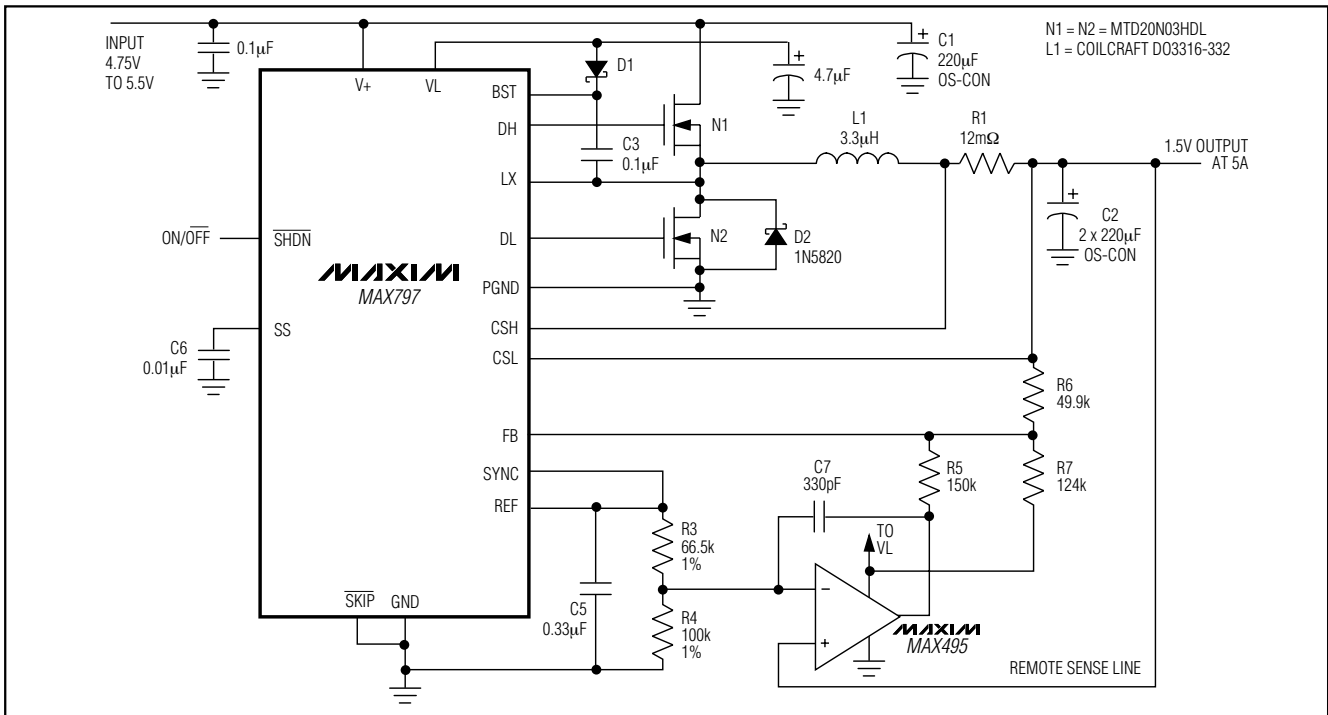 INPUT
4.75V
TO 5.5V
0.1µF
V+
VL
D1
4.7µF
+
C1
220µF
OS-CON
+
N1 = N2 = MTD20N03HDL
L1 = COILCRAFT DO3316-332
BST
DH
C3
0.1µF
N1
L1
3.3µH
R1
12mΩ
1.5V OUTPUT
AT 5A
LX
ON/OFF
SHDN
DL
N2
D2
1N5820
+
C2
2 x 220µF
OS-CON
MAXIM
MAX797
PGND
SS
C6
0.01µF
CSH
CSL
R6
49.9k
FB
SYNC
REF
C7
330pF
R5
150k
R7
124k
R3
66.5k
1%
TO
VL
C5
0.33µF
R4
100k
1%
−
+
MAXIM
MAX495
SKIP
GND
REMOTE SENSE LINE